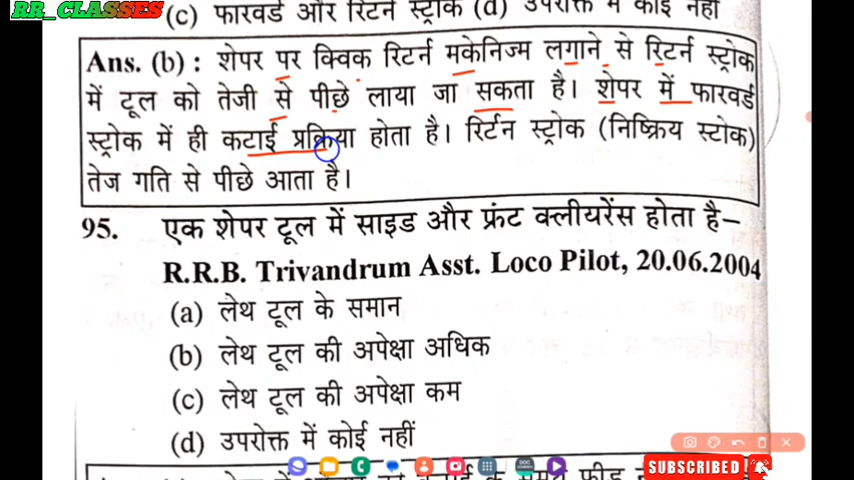 RR_CLASSES
(c) फारवर्ड और रिटर्न स्ट्रोक (d) उपरोक्त में कोई नहीं
Ans. (b) : शेपर पर क्विक रिटर्न मकेनिज्म लगाने से रिटर्न स्ट्रोक
में टूल को तेजी से पीछे लाया जा सकता है। शेपर में फारवर्ड
स्ट्रोक में ही कटाई प्रक्रिया होता है। रिर्टन स्ट्रोक (निष्क्रिय स्टोक)
तेज गति से पीछे आता है।
95. एक शेपर टूल में साइड और फ्रंट क्लीयरेंस होता है–
R.R.B. Trivandrum Asst. Loco Pilot, 20.06.2004
(a) लेथ टूल के समान
(b) लेथ टूल की अपेक्षा अधिक
(c) लेथ टूल की अपेक्षा कम
(d) उपरोक्त में कोई नहीं
SUBSCRIBED